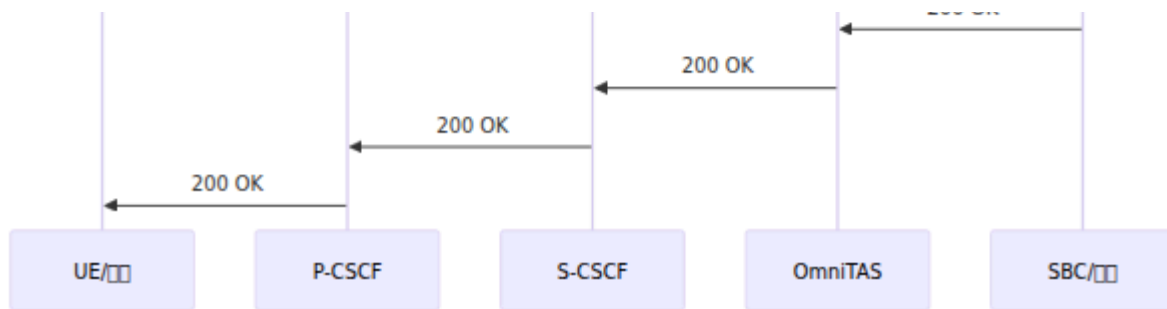 200 OK
200 OK
200 OK
UE/
P-CSCF
S-CSCF
OmniTAS
SBC/